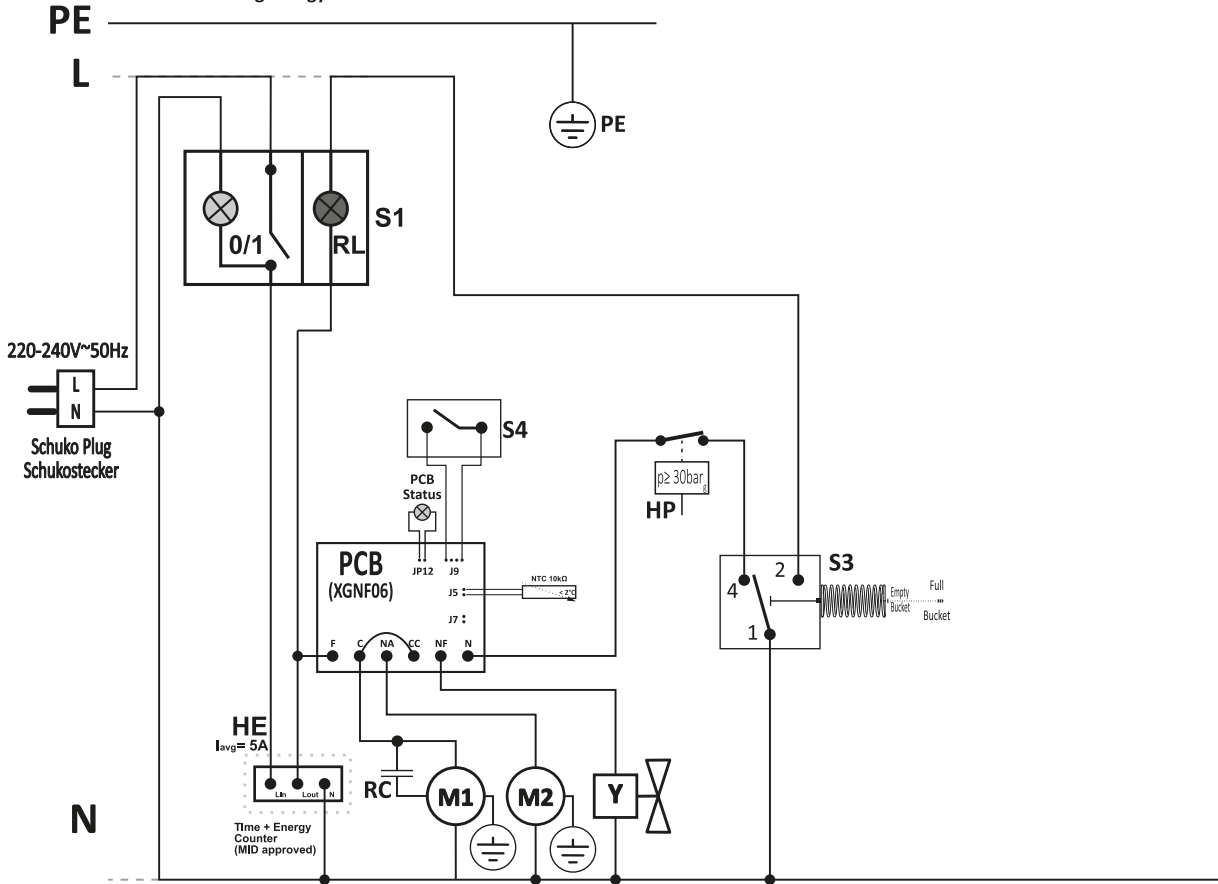 PE
L
PE
S1
0/1
RL
220-240V~50Hz
L
N
Schuko Plug
Schukostecker
S4
PCB
Status
p≥ 30bar
HP
PCB
(XGNF06)
JP12
J9
NTC 10kΩ
< 2°C
J5
J7
S3
2
4
1
Empty
Bucket
Full
Bucket
F
C
NA
CC
NF
N
HE
Iavg= 5A
Lin
Lout
N
RC
M1
M2
Y
Time + Energy
Counter
(MID approved)
N